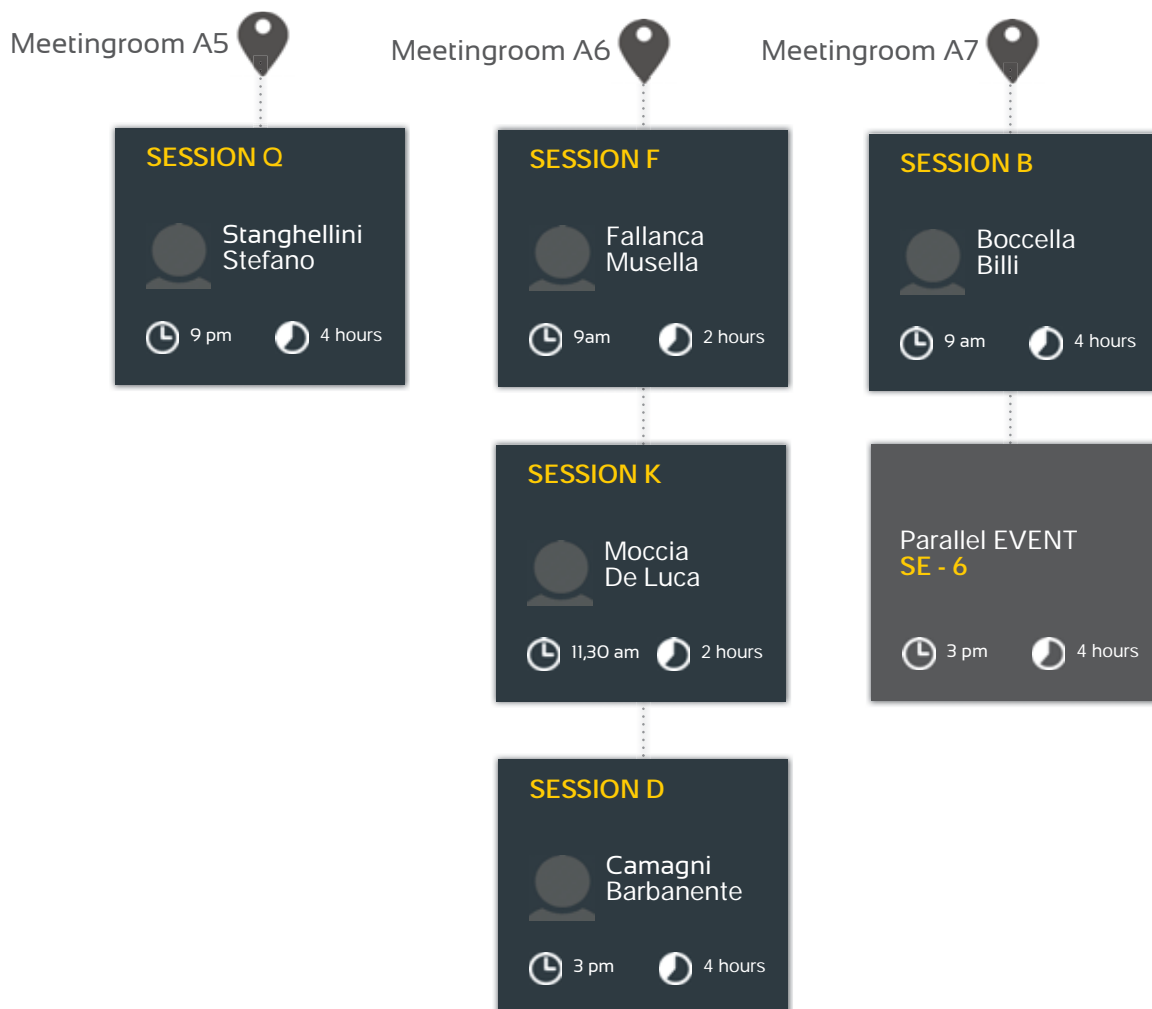 Meetingroom A5
Meetingroom A6
Meetingroom A7
SESSION Q
Stanghellini
Stefano
9 pm
4 hours
SESSION F
Fallanca
Musella
9am
2 hours
SESSION B
Boccella
Billi
9 am
4 hours
SESSION K
Moccia
De Luca
11,30 am
2 hours
Parallel EVENT
SE - 6
3 pm
4 hours
SESSION D
Camagni
Barbanente
3 pm
4 hours